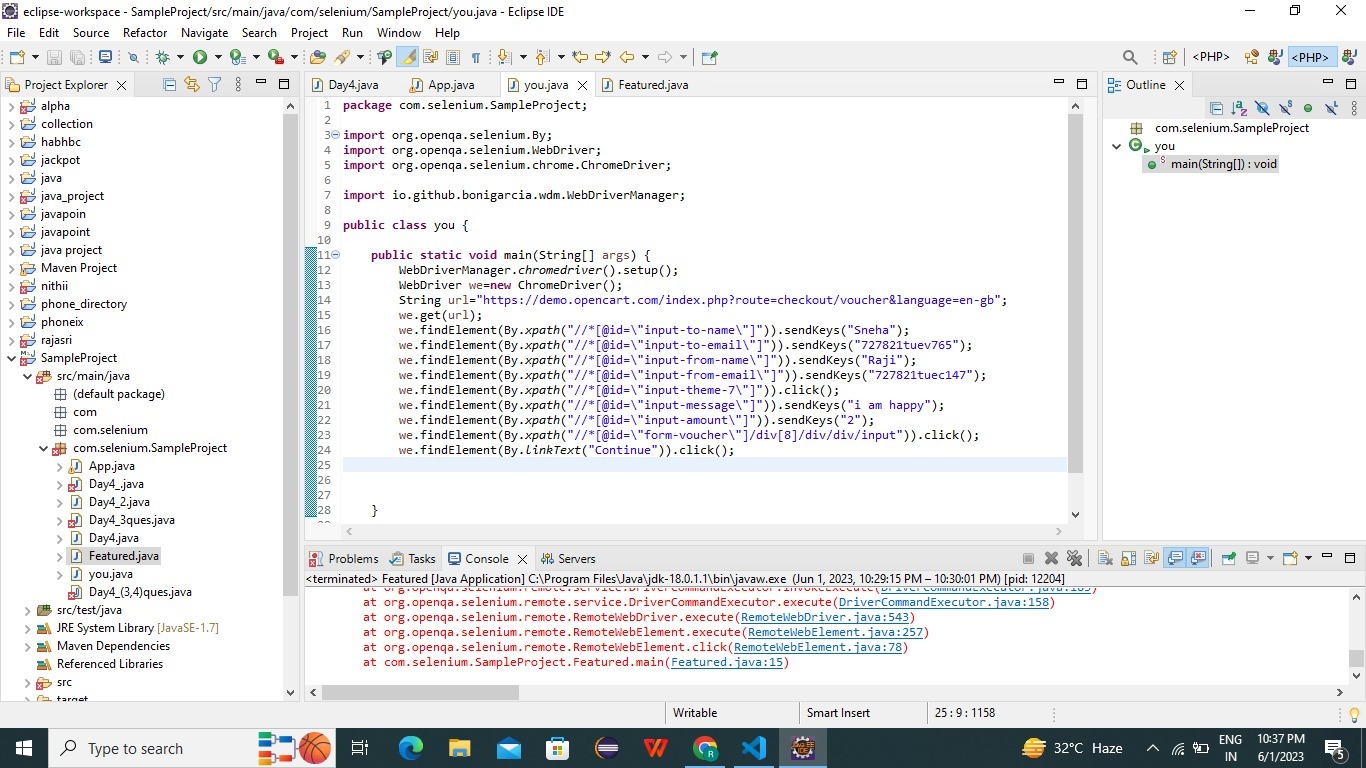 eclipse-workspace - SampleProject/src/main/java/com/selenium/SampleProject/you.java - Eclipse IDE
File Edit Source Refactor Navigate Search Project Run Window Help
<PHP> <PHP>
Project Explorer
alpha
collection
habhbc
jackpot
java
java_project
javapoin
javapoint
java project
Maven Project
nithii
phone_directory
phoneix
rajasri
SampleProject
src/main/java
(default package)
com
com.selenium
com.selenium.SampleProject
App.java
Day4_.java
Day4_2.java
Day4_3ques.java
Day4.java
Featured.java
you.java
Day4_(3,4)ques.java
src/test/java
JRE System Library [JavaSE-1.7]
Maven Dependencies
Referenced Libraries
src
target
Day4.java App.java you.java Featured.java
1 package com.selenium.SampleProject;
2
3 import org.openqa.selenium.By;
4 import org.openqa.selenium.WebDriver;
5 import org.openqa.selenium.chrome.ChromeDriver;
6
7 import io.github.bonigarcia.wdm.WebDriverManager;
8
9 public class you {
10
11 public static void main(String[] args) {
12 WebDriverManager.chromedriver().setup();
13 WebDriver we=new ChromeDriver();
14 String url="https://demo.opencart.com/index.php?route=checkout/voucher&language=en-gb";
15 we.get(url);
16 we.findElement(By.xpath("//*[@id=\"input-to-name\"]")).sendKeys("Sneha");
17 we.findElement(By.xpath("//*[@id=\"input-to-email\"]")).sendKeys("727821tuev765");
18 we.findElement(By.xpath("//*[@id=\"input-from-name\"]")).sendKeys("Raji");
19 we.findElement(By.xpath("//*[@id=\"input-from-email\"]")).sendKeys("727821tuec147");
20 we.findElement(By.xpath("//*[@id=\"input-theme-7\"]")).click();
21 we.findElement(By.xpath("//*[@id=\"input-message\"]")).sendKeys("i am happy");
22 we.findElement(By.xpath("//*[@id=\"input-amount\"]")).sendKeys("2");
23 we.findElement(By.xpath("//*[@id=\"form-voucher\"]/div[8]/div/div/input")).click();
24 we.findElement(By.linkText("Continue")).click();
25
26
27
28 }
Outline
com.selenium.SampleProject
you
main(String[]) : void
Problems Tasks Console Servers
<terminated> Featured [Java Application] C:\Program Files\Java\jdk-18.0.1.1\bin\javaw.exe (Jun 1, 2023, 10:29:15 PM – 10:30:01 PM) [pid: 12204]
at org.openqa.selenium.remote.service.DriverCommandExecutor.invokeExecute(DriverCommandExecutor.java:185)
at org.openqa.selenium.remote.service.DriverCommandExecutor.execute(DriverCommandExecutor.java:158)
at org.openqa.selenium.remote.RemoteWebDriver.execute(RemoteWebDriver.java:543)
at org.openqa.selenium.remote.RemoteWebElement.execute(RemoteWebElement.java:257)
at org.openqa.selenium.remote.RemoteWebElement.click(RemoteWebElement.java:78)
at com.selenium.SampleProject.Featured.main(Featured.java:15)
Writable Smart Insert 25 : 9 : 1158
Type here to search
32°C Haze
ENG
IN
10:37 PM
6/1/2023
5